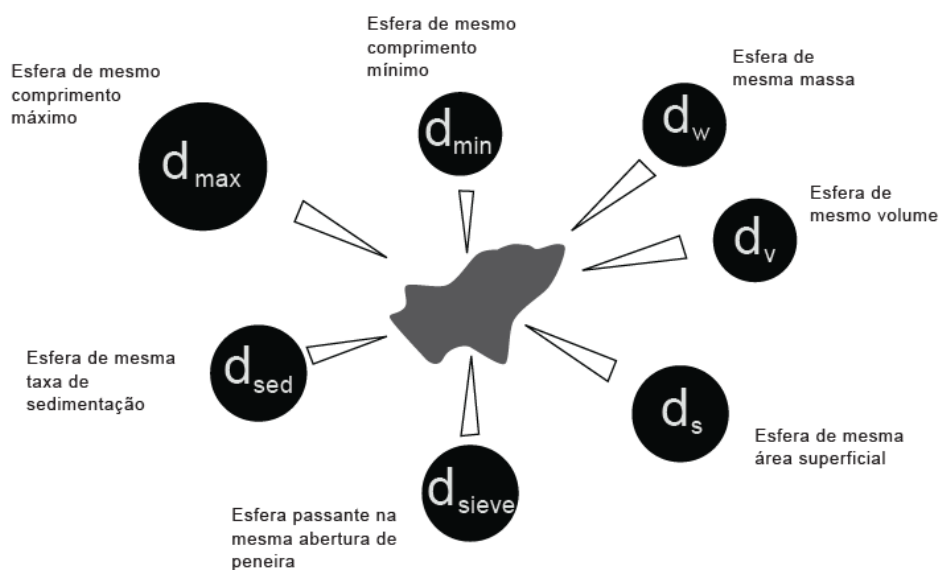 Esfera de mesmo
comprimento
mínimo
d min
Esfera de mesmo
comprimento
máximo
d max
Esfera de
mesma massa
d w
Esfera de
mesmo volume
d v
Esfera de mesma
taxa de
sedimentação
d sed
d s
Esfera de mesma
área superficial
d sieve
Esfera passante na
mesma abertura de
peneira